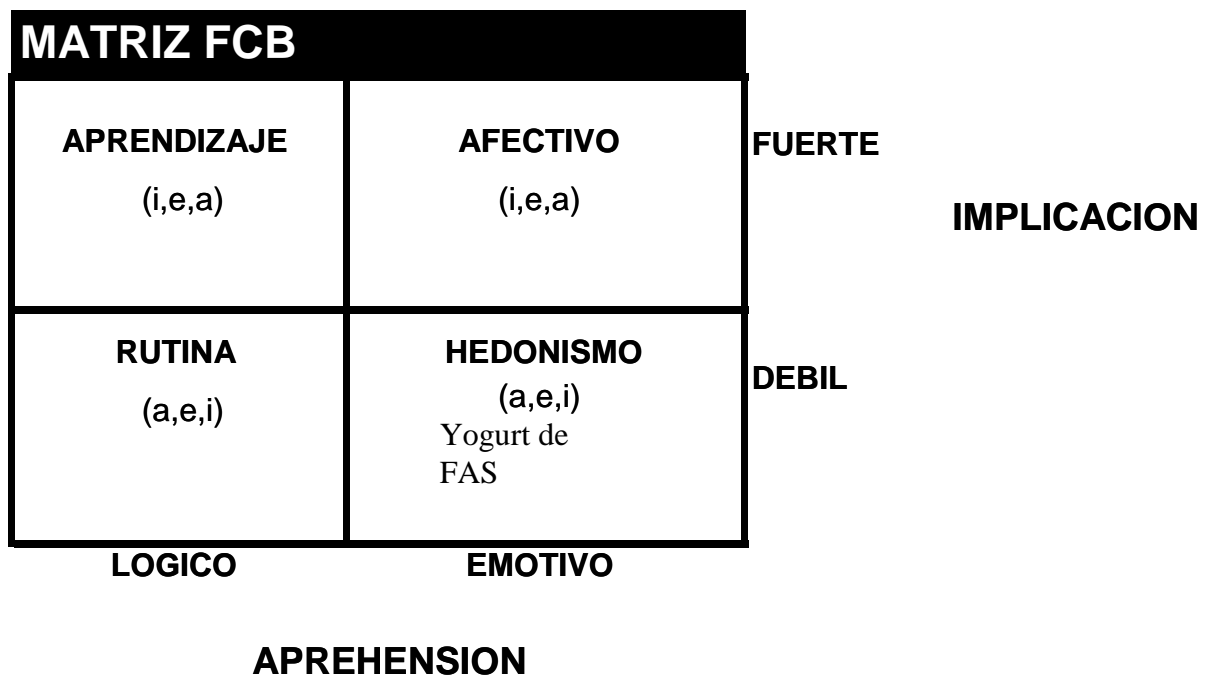 MATRIZ FCB
APRENDIZAJE
(i,e,a)
AFECTIVO
(i,e,a)
FUERTE
IMPLICACION
RUTINA
(a,e,i)
HEDONISMO
(a,e,i)
Yogurt de
FAS
DEBIL
LOGICO
EMOTIVO
APREHENSION